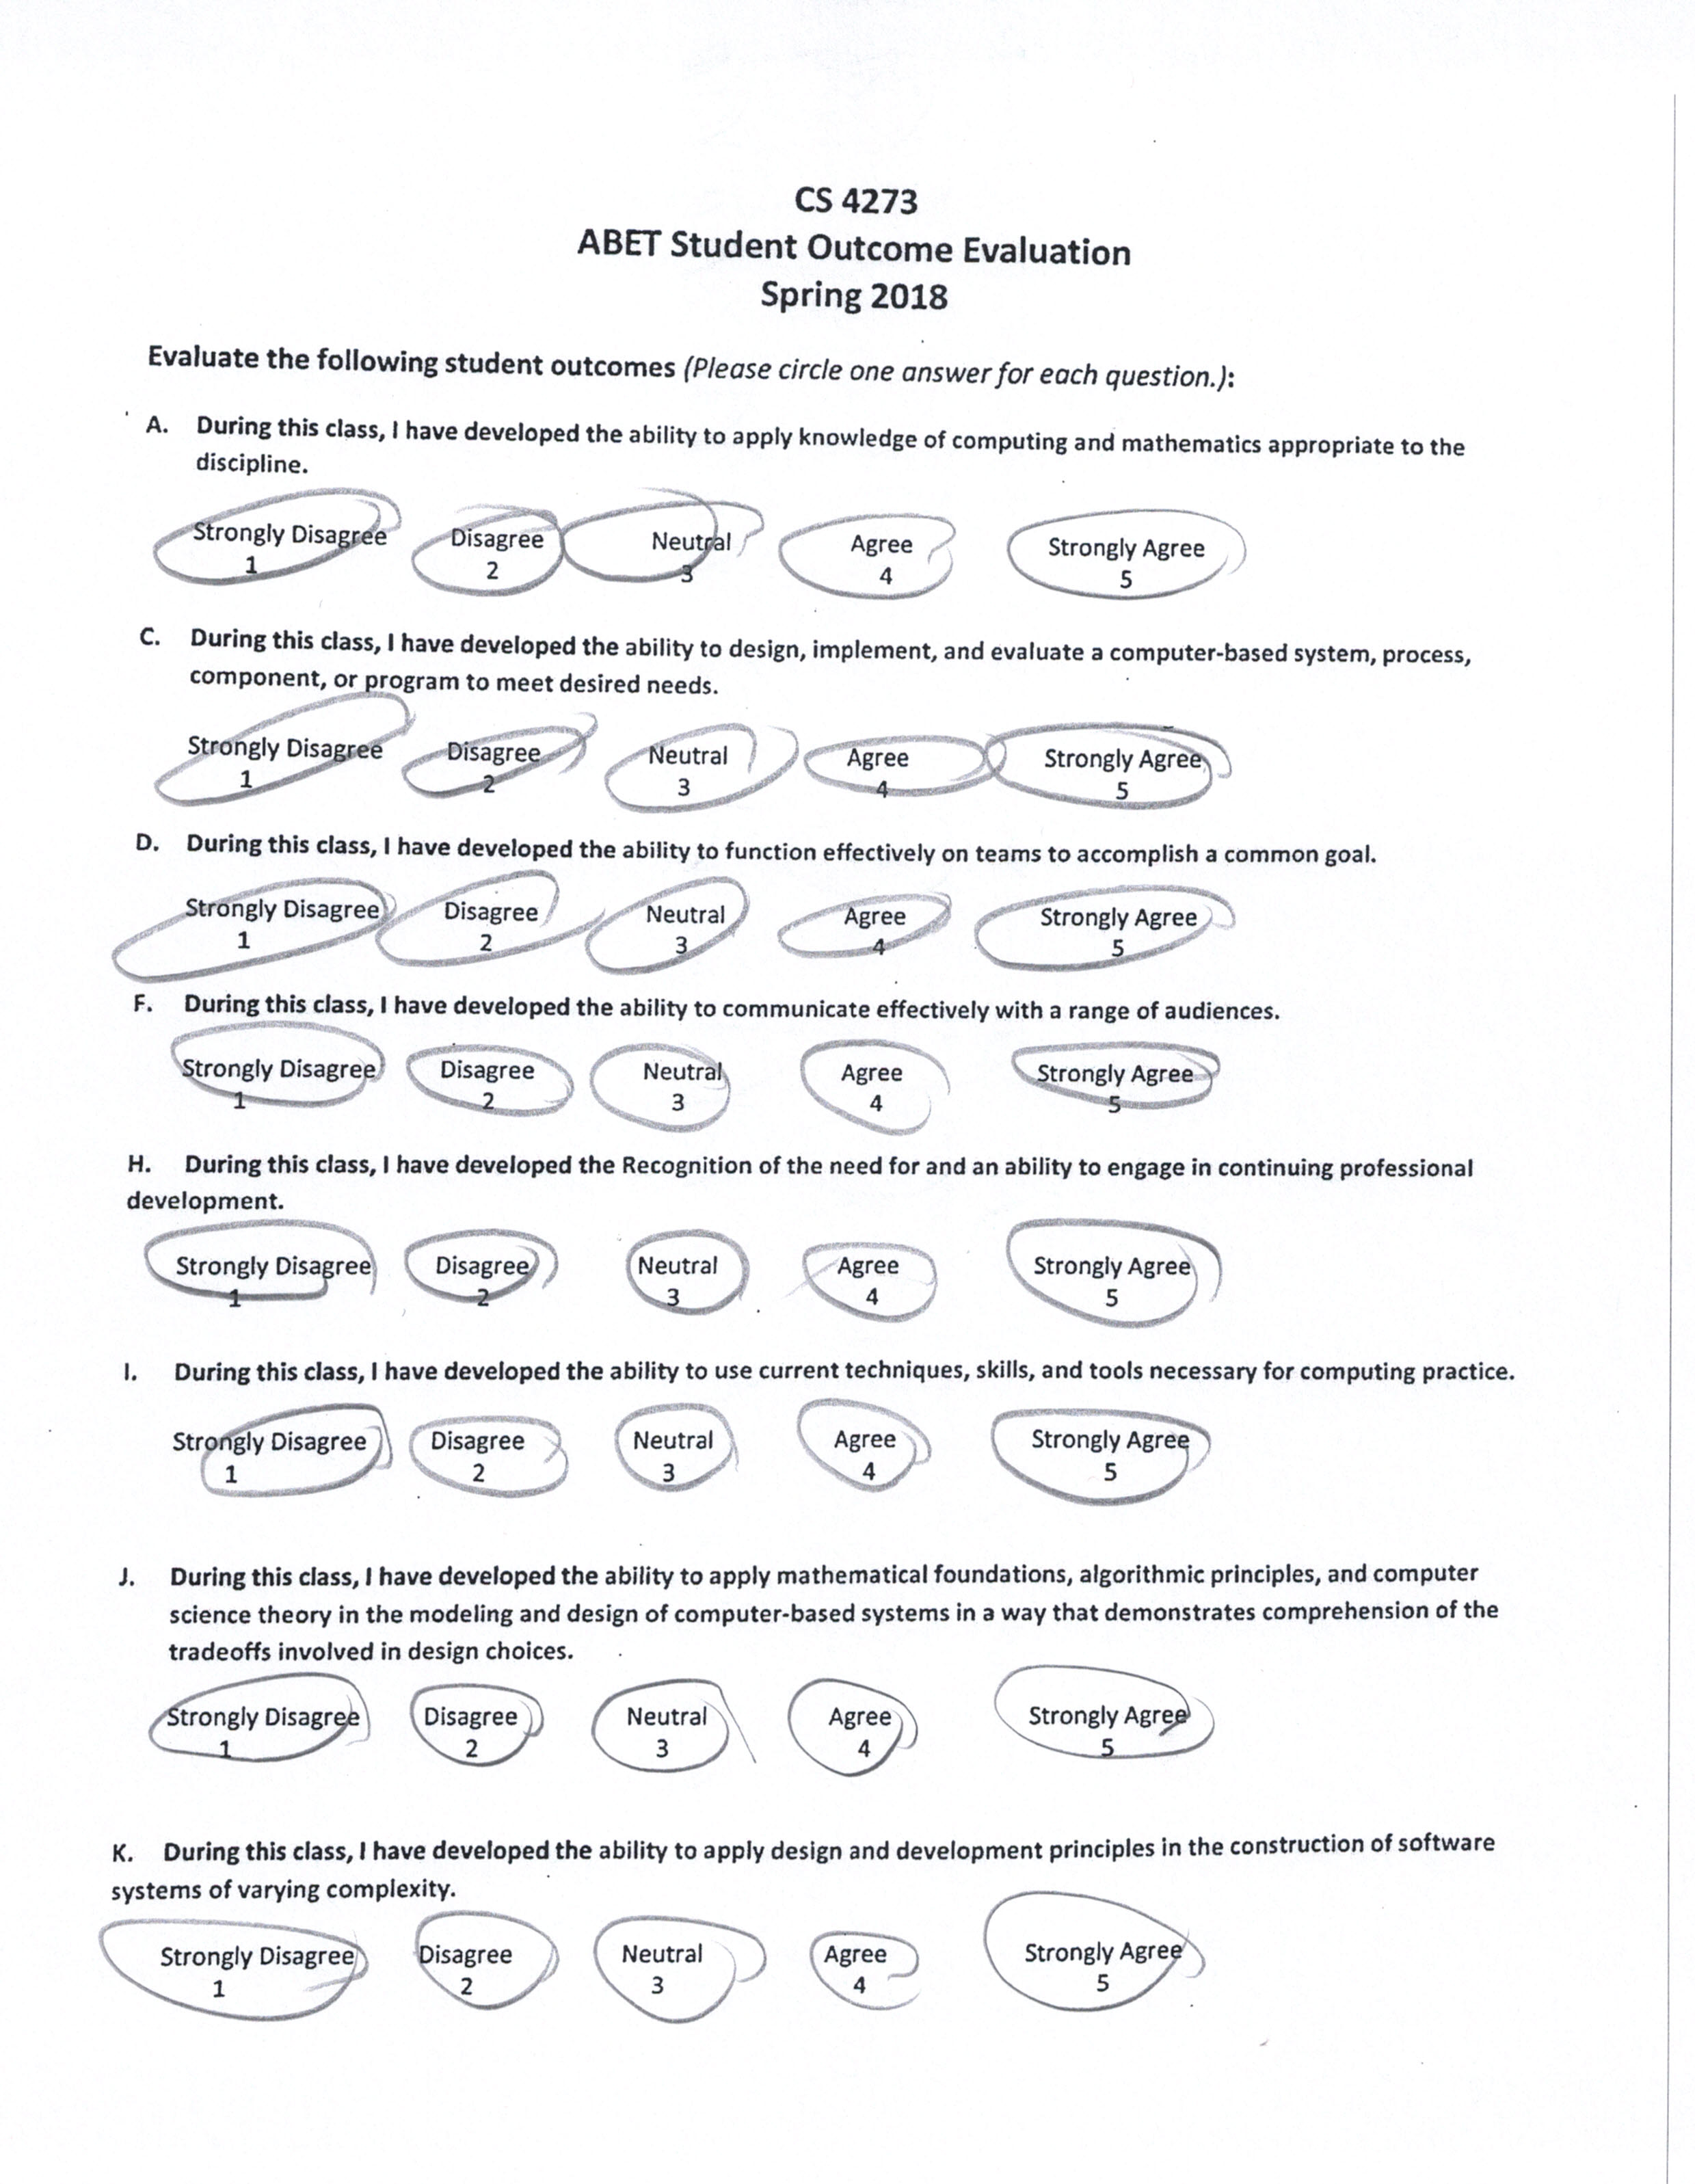 CS 4273
ABET Student Outcome Evaluation
Spring 2018
Evaluate the following student outcomes (Please circle one answer for each question.):
A. During this class, I have developed the ability to apply knowledge of computing and mathematics appropriate to the
discipline.
Strongly Disagree Disagree Neutral Agree Strongly Agree
1 2 3 4 5
C. During this class, I have developed the ability to design, implement, and evaluate a computer-based system, process,
component, or program to meet desired needs.
Strongly Disagree Disagree Neutral Agree Strongly Agree
1 2 3 4 5
D. During this class, I have developed the ability to function effectively on teams to accomplish a common goal.
Strongly Disagree Disagree Neutral Agree Strongly Agree
1 2 3 4 5
F. During this class, I have developed the ability to communicate effectively with a range of audiences.
Strongly Disagree Disagree Neutral Agree Strongly Agree
1 2 3 4 5
H. During this class, I have developed the Recognition of the need for and an ability to engage in continuing professional
development.
Strongly Disagree Disagree Neutral Agree Strongly Agree
1 2 3 4 5
I. During this class, I have developed the ability to use current techniques, skills, and tools necessary for computing practice.
Strongly Disagree Disagree Neutral Agree Strongly Agree
1 2 3 4 5
J. During this class, I have developed the ability to apply mathematical foundations, algorithmic principles, and computer
science theory in the modeling and design of computer-based systems in a way that demonstrates comprehension of the
tradeoffs involved in design choices.
Strongly Disagree Disagree Neutral Agree Strongly Agree
1 2 3 4 5
K. During this class, I have developed the ability to apply design and development principles in the construction of software
systems of varying complexity.
Strongly Disagree Disagree Neutral Agree Strongly Agree
1 2 3 4 5